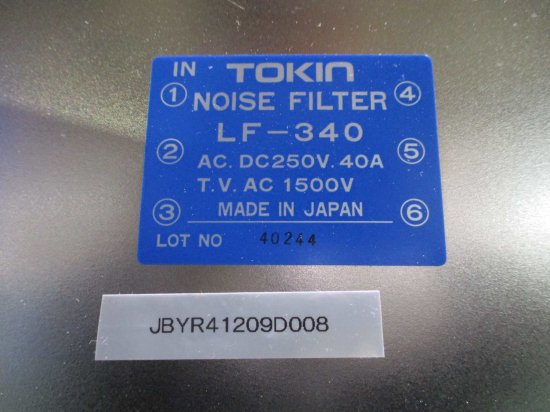 IN TOKIN
① NOISE FILTER ④
LF-340
② AC. DC250V. 40A ⑤
T.V. AC 1500V
③ MADE IN JAPAN ⑥
LOT NO 40244
JBYR41209D008